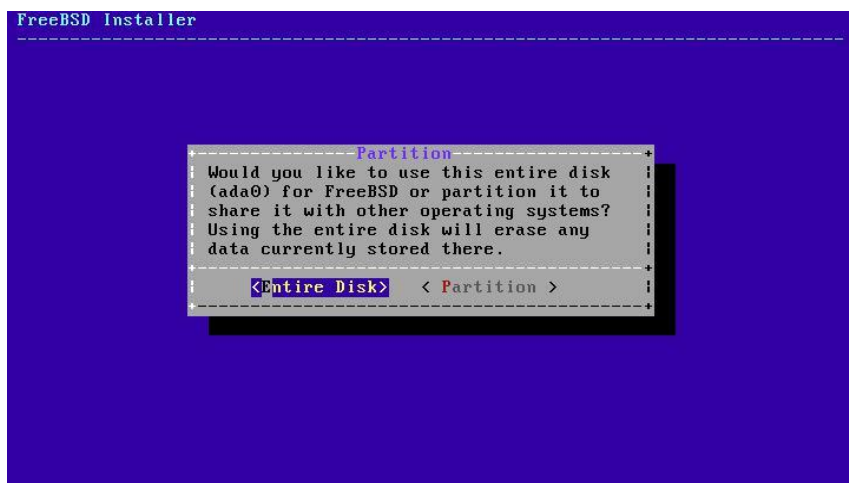 FreeBSD Installer
Partition
Would you like to use this entire disk
(ada0) for FreeBSD or partition it to
share it with other operating systems?
Using the entire disk will erase any
data currently stored there.
<Entire Disk> < Partition >